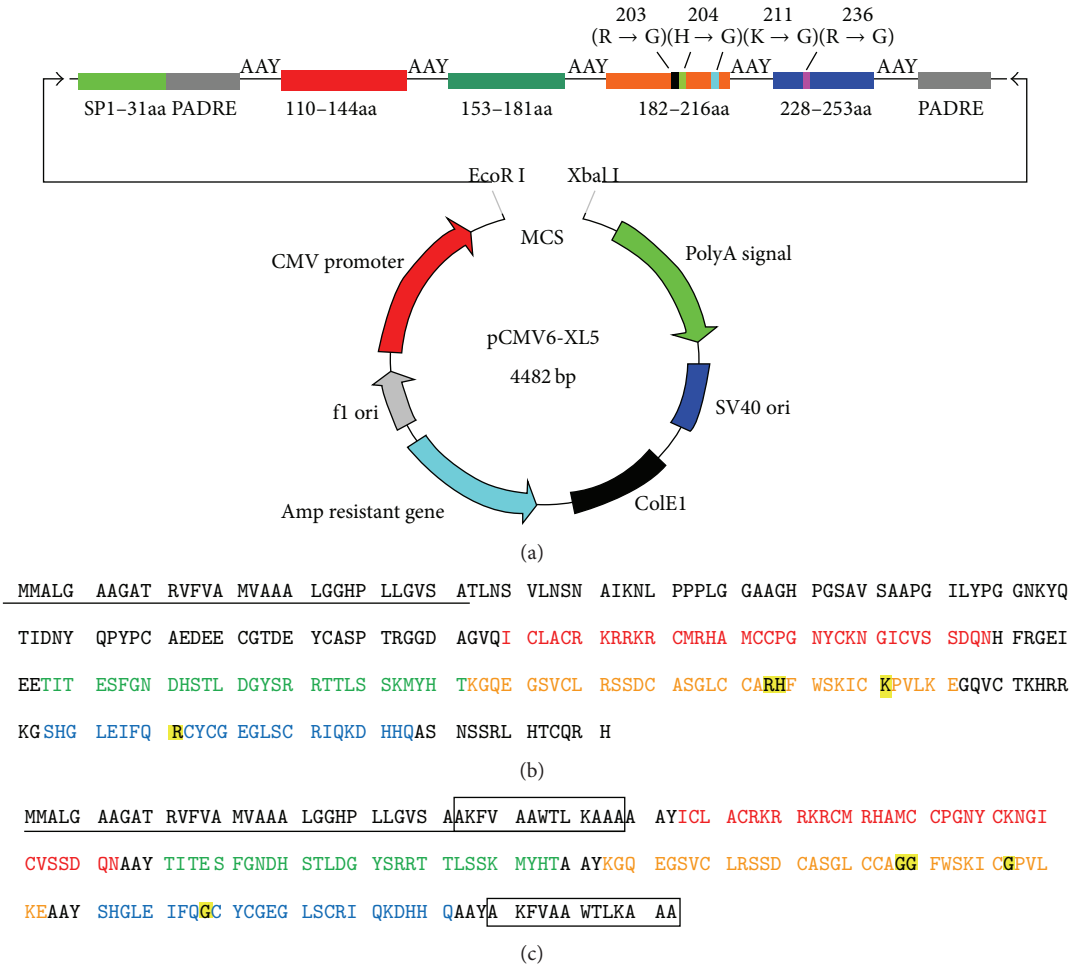 203 204 211 236
(R → G)(H → G)(K → G)(R → G)
AAY AAY AAY AAY AAY
SP1–31aa PADRE 110–144aa 153–181aa 182–216aa 228–253aa PADRE
EcoR I XbaI I
MCS
CMV promoter
PolyA signal
pCMV6-XL5
4482 bp
f1 ori
SV40 ori
Amp resistant gene
ColE1
(a)
MMALG AAGAT RVFVA MVAAA LGGHP LLGVS ATLNS VLNSN AIKNL PPPLG GAAGH PGSAV SAAPG ILYPG GNKYQ
TIDNY QPYPC AEDEE CGTDE YCASP TRGGD AGVQI CLACR KRRKR CMRHA MCCPG NYCKN GICVS SDQNH FRGEI
EETIT ESFGN DHSTL DGYSR RTTLS SKMYH TKGQE GSVCL RSSDC ASGLCC CARHF WSKIC KPVLK EGQVC TKHRR
KGSHG LEIFQ RCYCG EGLSC RIQKD HHQAS NSSRL HTCQR H
(b)
MMALG AAGAT RVFVA MVAAA LGGHP LLGVS AAKFV AAWTL KAAAA AYICL ACRKR RKRCM RHAMC CPGNY CKNGI
CVSSD QNAAY TITES FGNDH STLDG YSRRT TLSSK MYHTA AYKGQ EGSVC LRSSD CASGL CCAGG FWSKI CGPVL
KEAAY SHGLE IFQGC YCGEG LSCRI QKDHH QAAYA KFVAA WTLKA AA
(c)